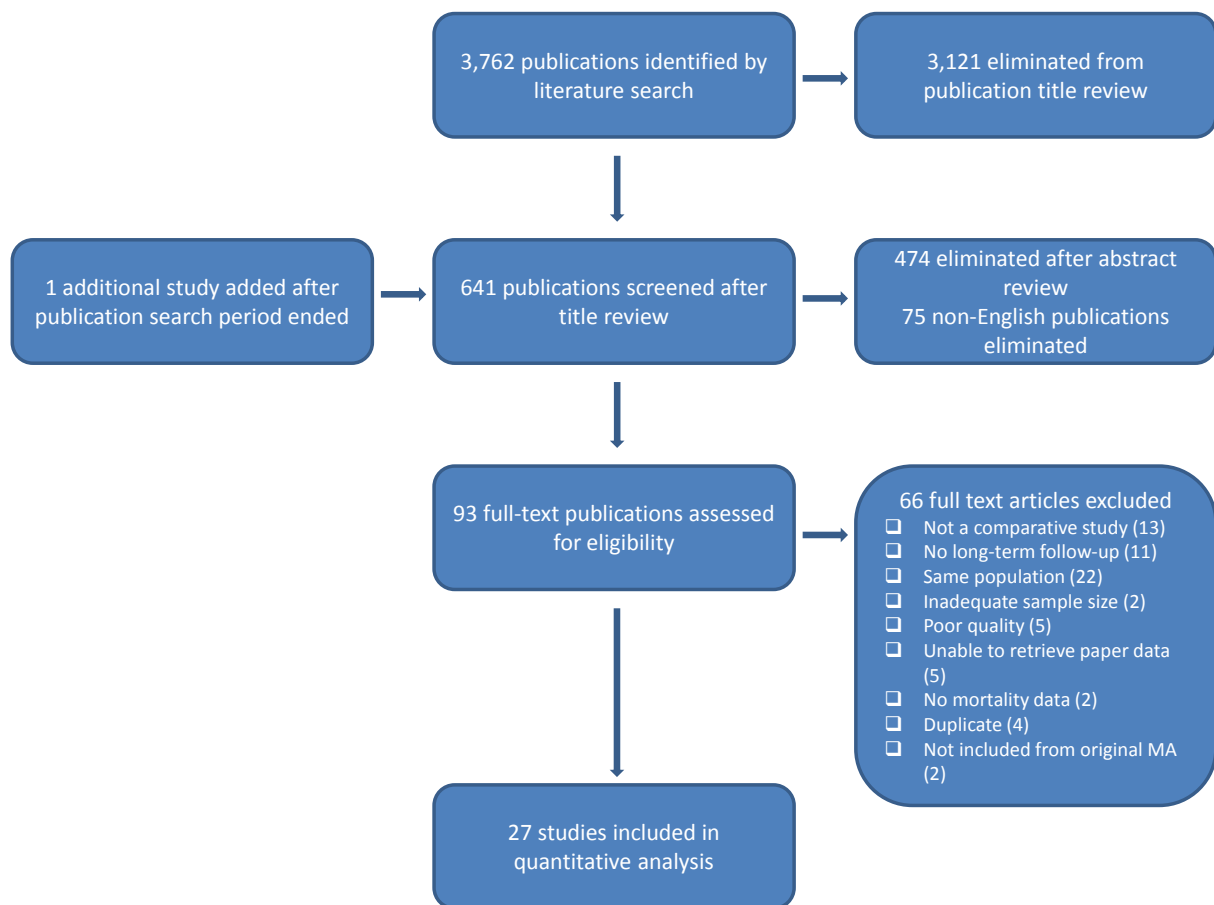 3,762 publications identified by
literature search
3,121 eliminated from
publication title review
1 additional study added after
publication search period ended
641 publications screened after
title review
474 eliminated after abstract
review
75 non-English publications
eliminated
93 full-text publications assessed
for eligibility
66 full text articles excluded
❑ Not a comparative study (13)
❑ No long-term follow-up (11)
❑ Same population (22)
❑ Inadequate sample size (2)
❑ Poor quality (5)
❑ Unable to retrieve paper data
(5)
❑ No mortality data (2)
❑ Duplicate (4)
❑ Not included from original MA
(2)
27 studies included in
quantitative analysis